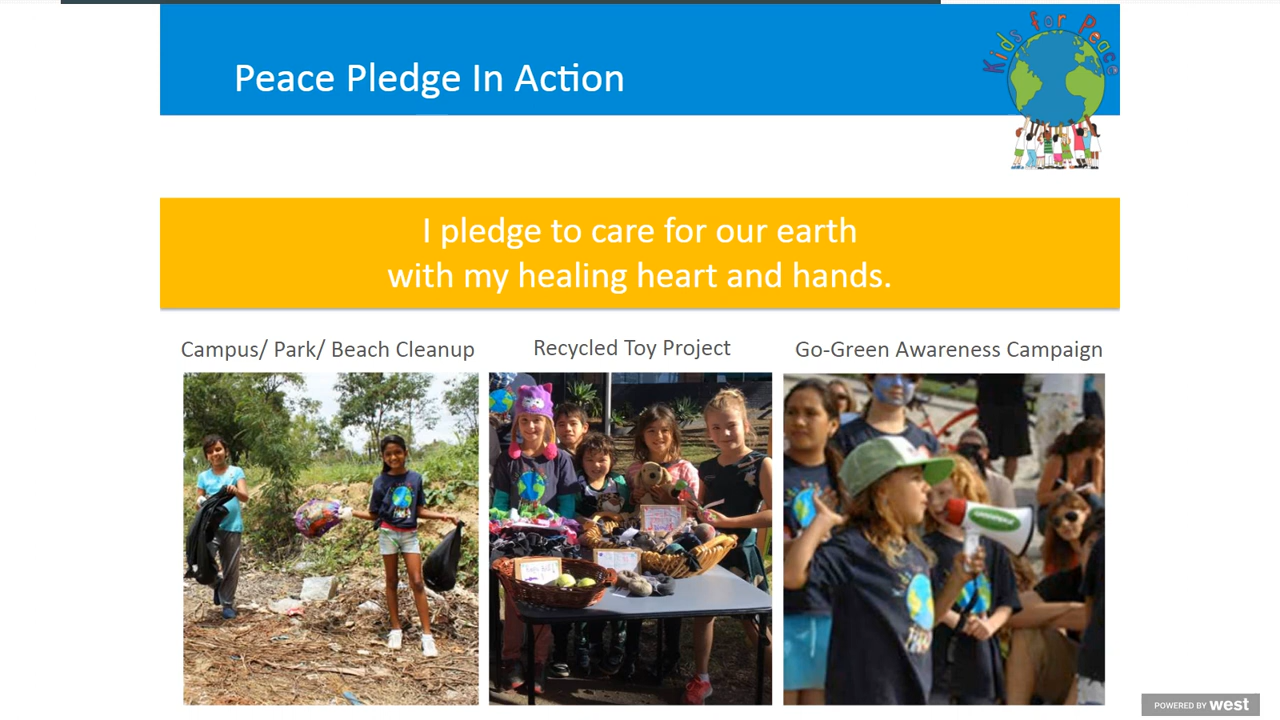 Kids for Peace
Peace Pledge In Action
I pledge to care for our earth
with my healing heart and hands.
Campus/ Park/ Beach Cleanup
Recycled Toy Project
Go-Green Awareness Campaign
POWERED BY west